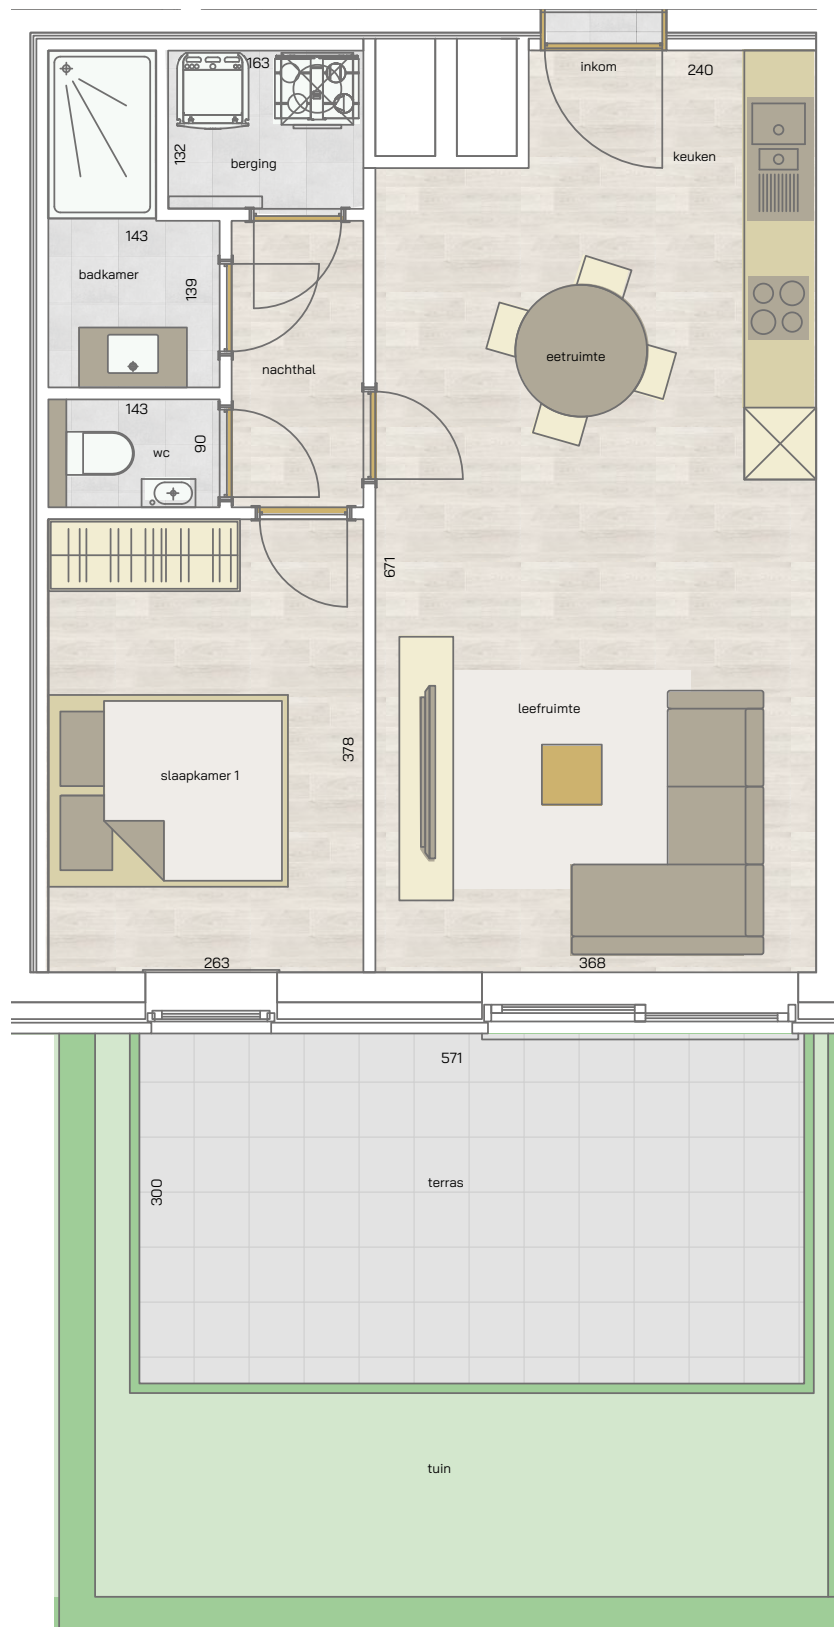 163
inkom
240
132
berging
keuken
143
badkamer
139
eetruimte
nachthal
143
wc
90
671
leefruimte
378
slaapkamer 1
263
368
571
300
terras
tuin